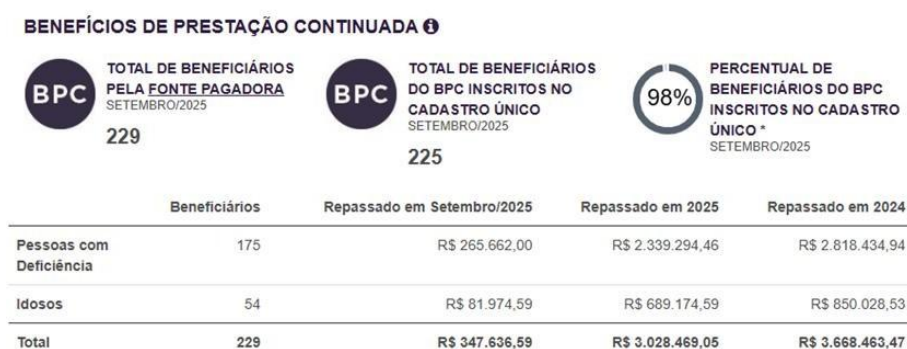 BENEFÍCIOS DE PRESTAÇÃO CONTINUADA
BPC
TOTAL DE BENEFICIÁRIOS
PELA FONTE PAGADORA
SETEMBRO/2025
229
BPC
TOTAL DE BENEFICIÁRIOS
DO BPC INSCRITOS NO
CADASTRO ÚNICO
SETEMBRO/2025
225
98%
PERCENTUAL DE
BENEFICIÁRIOS DO BPC
INSCRITOS NO CADASTRO
ÚNICO *
SETEMBRO/2025
Beneficiários Repassado em Setembro/2025 Repassado em 2025 Repassado em 2024
Pessoas com Deficiência 175 R$ 265.662,00 R$ 2.339.294,46 R$ 2.818.434,94
Idosos 54 R$ 81.974,59 R$ 689.174,59 R$ 850.028,53
Total 229 R$ 347.636,59 R$ 3.028.469,05 R$ 3.668.463,47